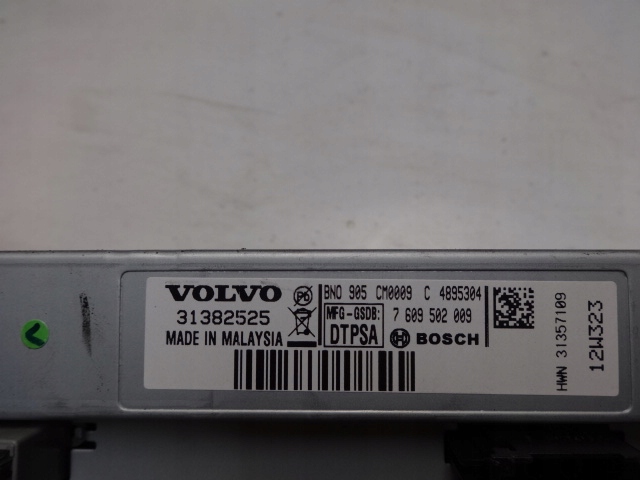 VOLVO
31382525
MADE IN MALAYSIA
BNO 905 CM0009 C 4895304
MFG-GSDB:
DTPSA
7 609 502 009
BOSCH
HWN 31357109
12W323